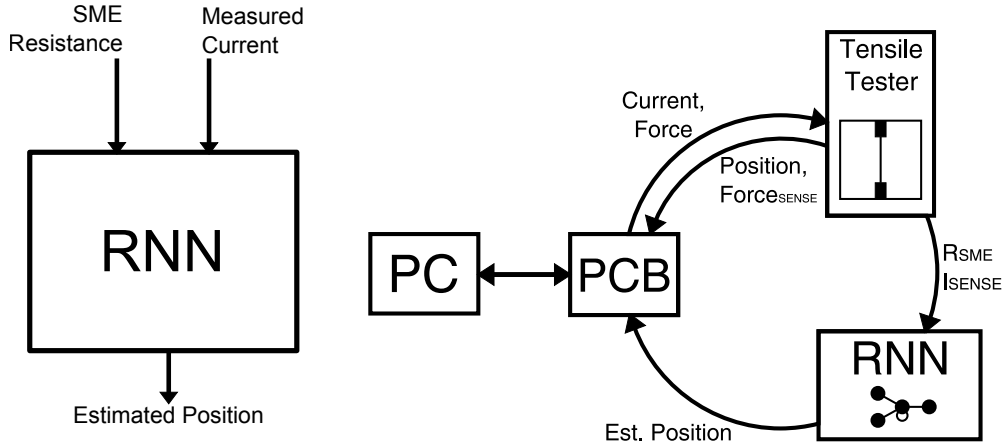 SME
Resistance
Measured
Current
RNN
Estimated Position
Tensile
Tester
Current,
Force
Position,
ForceSENSE
PC
PCB
RSME
ISENSE
RNN
Est. Position